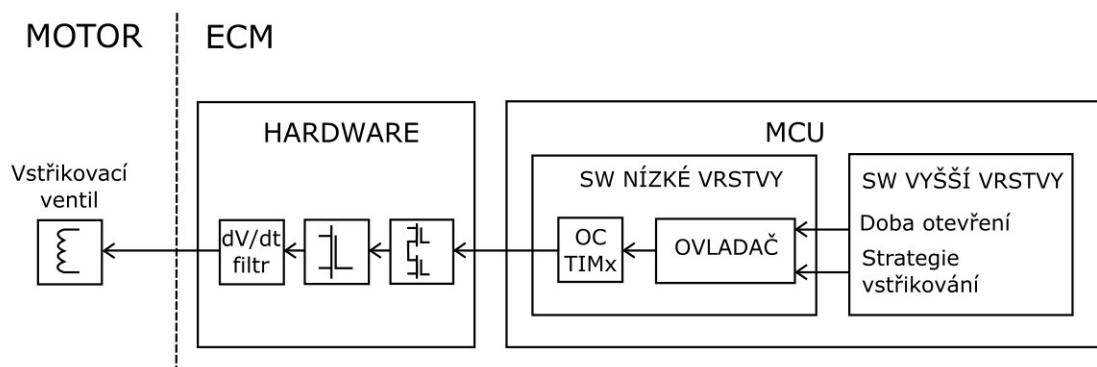 MOTOR
ECM
HARDWARE
MCU
Vstřikovací
ventil
dV/dt
filtr
SW NÍZKÉ VRSTVY
OC
TIMx
OVLADAČ
SW VYŠŠÍ VRSTVY
Doba otevření
Strategie
vstřikování